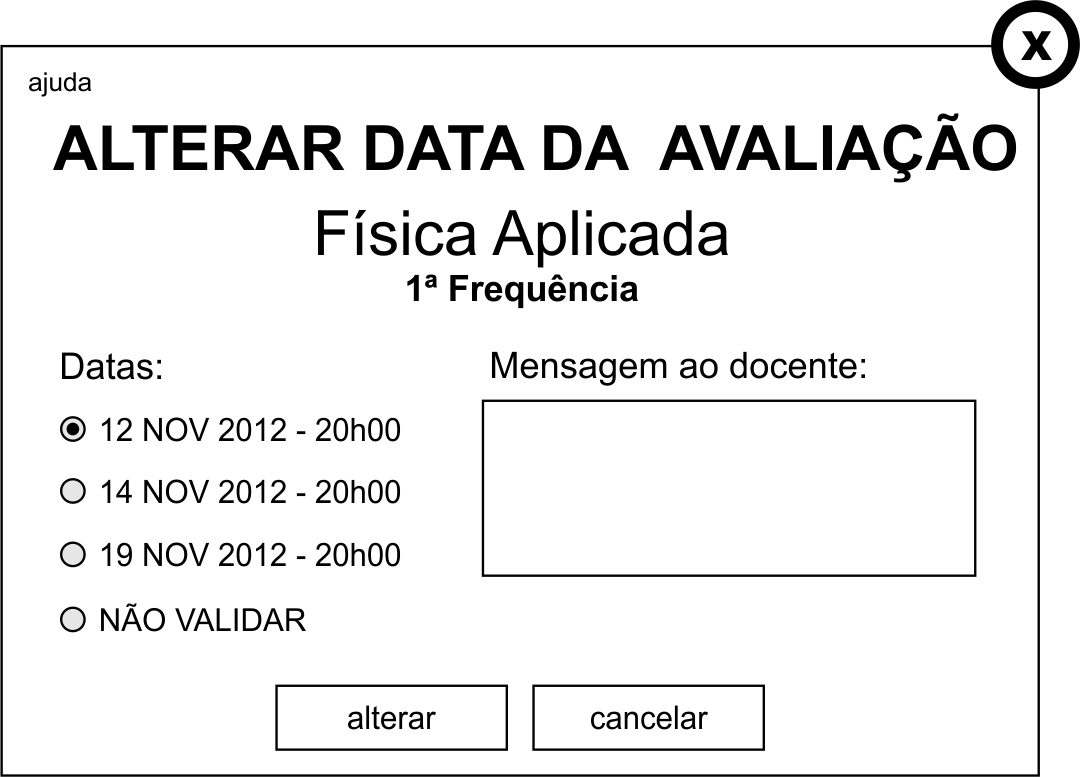 x
ajuda
ALTERAR DATA DA AVALIAÇÃO
Física Aplicada
1ª Frequência
Datas:
12 NOV 2012 - 20h00
14 NOV 2012 - 20h00
19 NOV 2012 - 20h00
NÃO VALIDAR
Mensagem ao docente:
alterar
cancelar